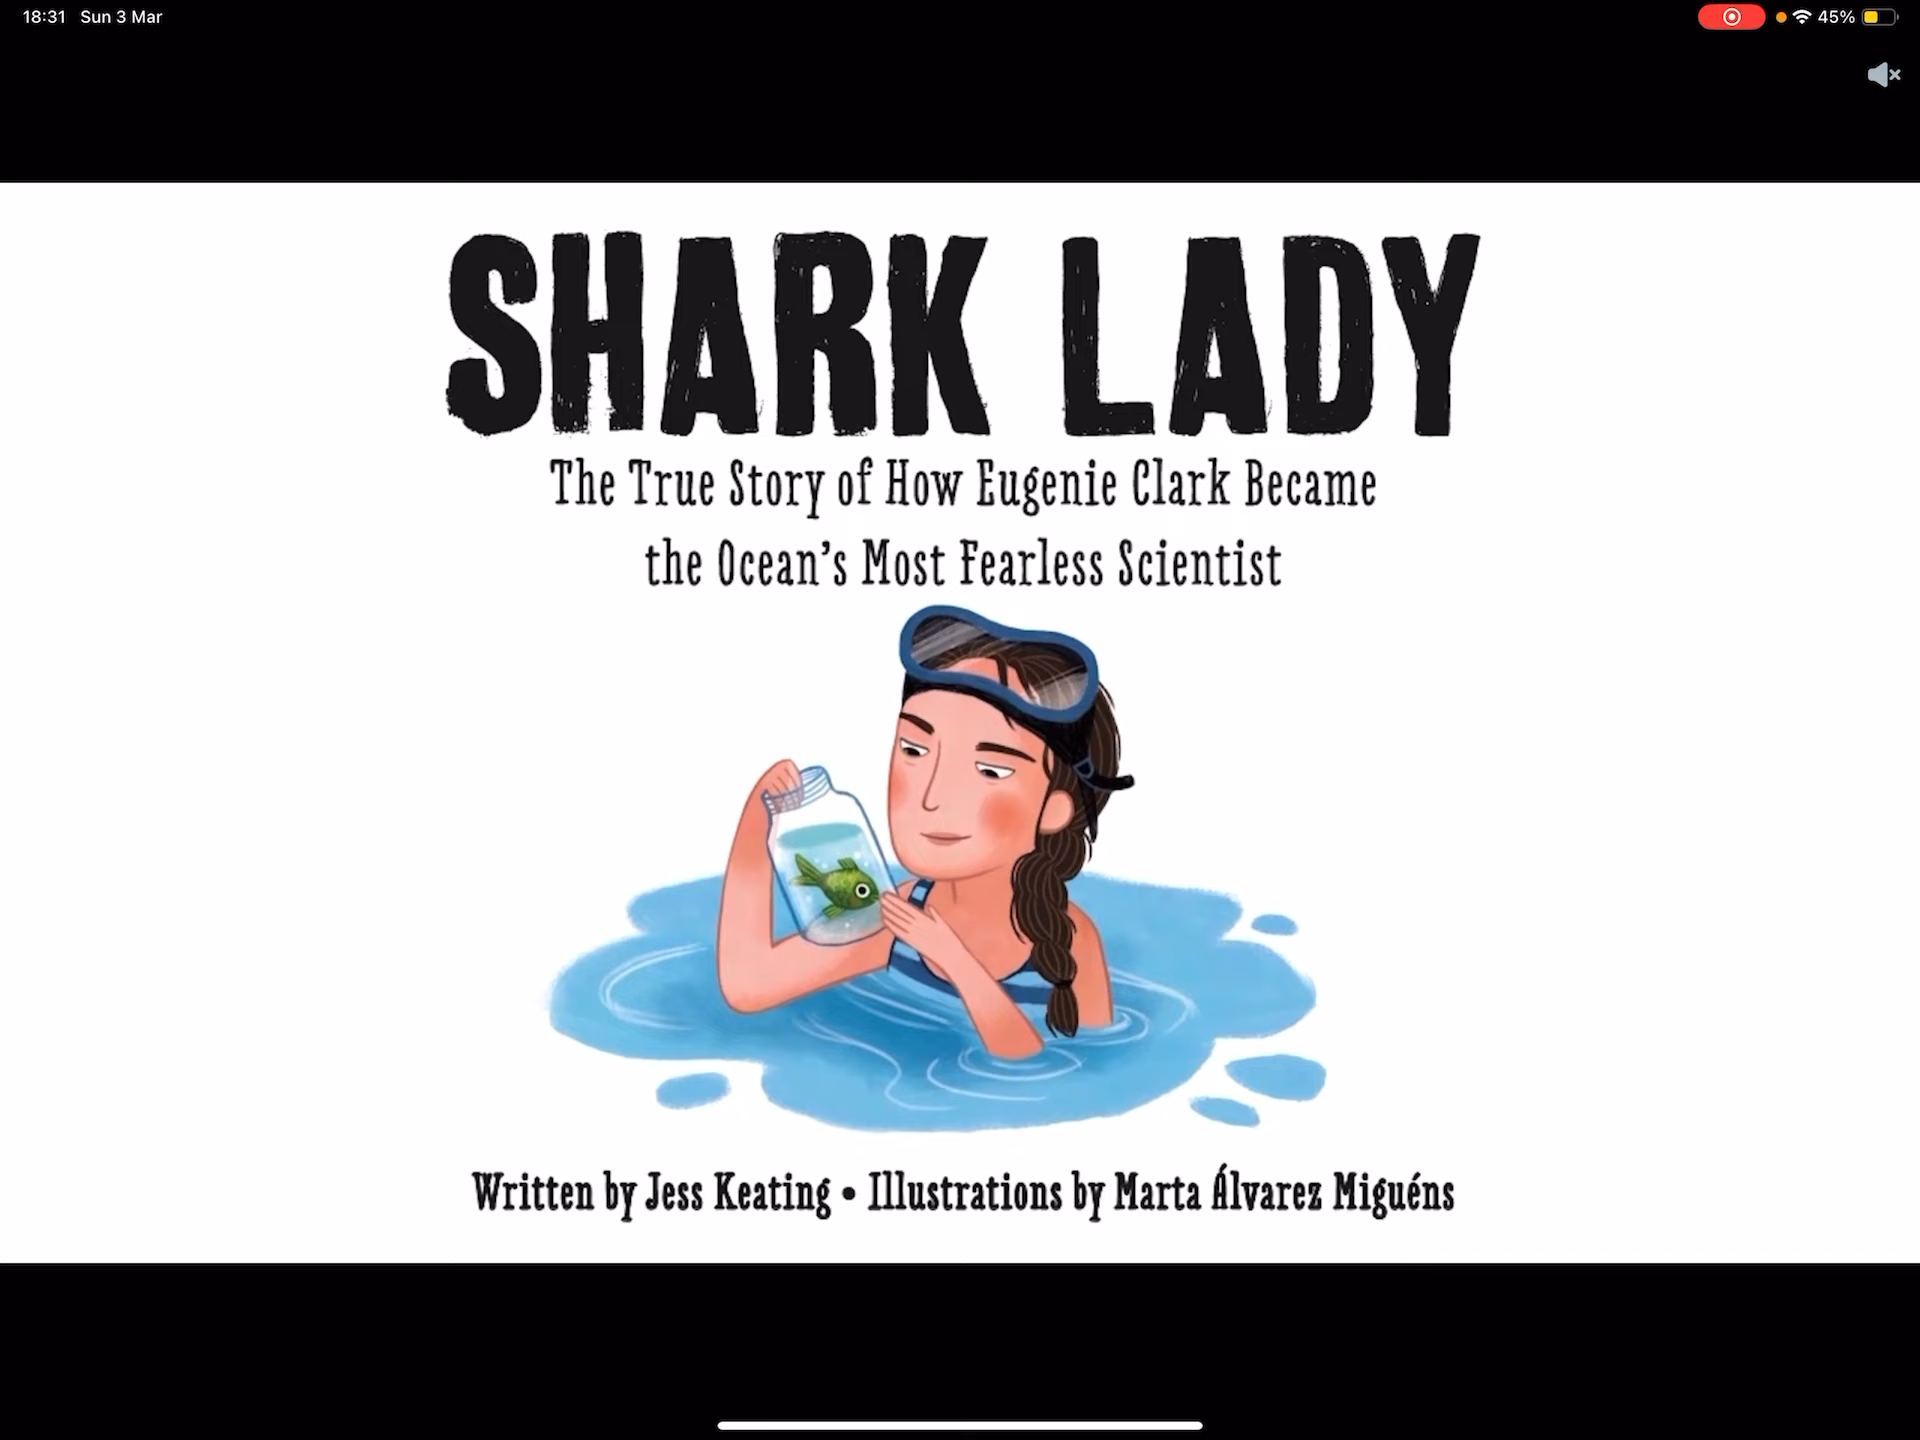 18:31 Sun 3 Mar
45%
SHARK LADY
The True Story of How Eugenie Clark Became
the Ocean's Most Fearless Scientist
Written by Jess Keating • Illustrations by Marta Álvarez Miguéns